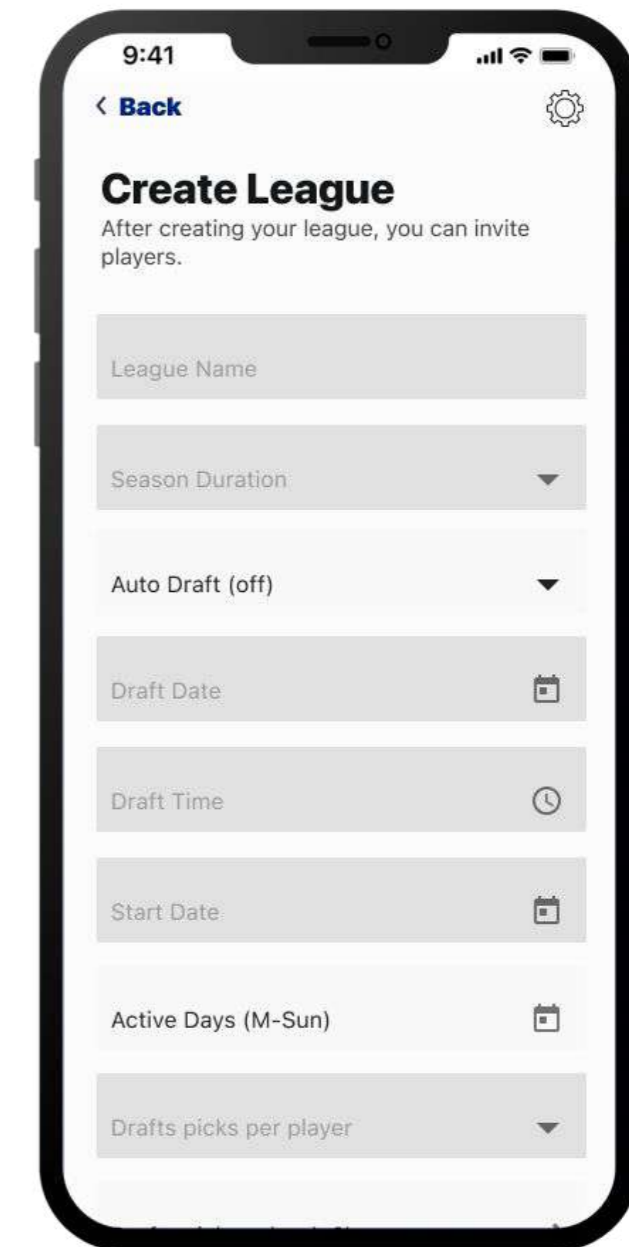 9:41
Back
Create League
After creating your league, you can invite
players.
League Name
Season Duration
Auto Draft (off)
Draft Date
Draft Time
Start Date
Active Days (M-Sun)
Drafts picks per player